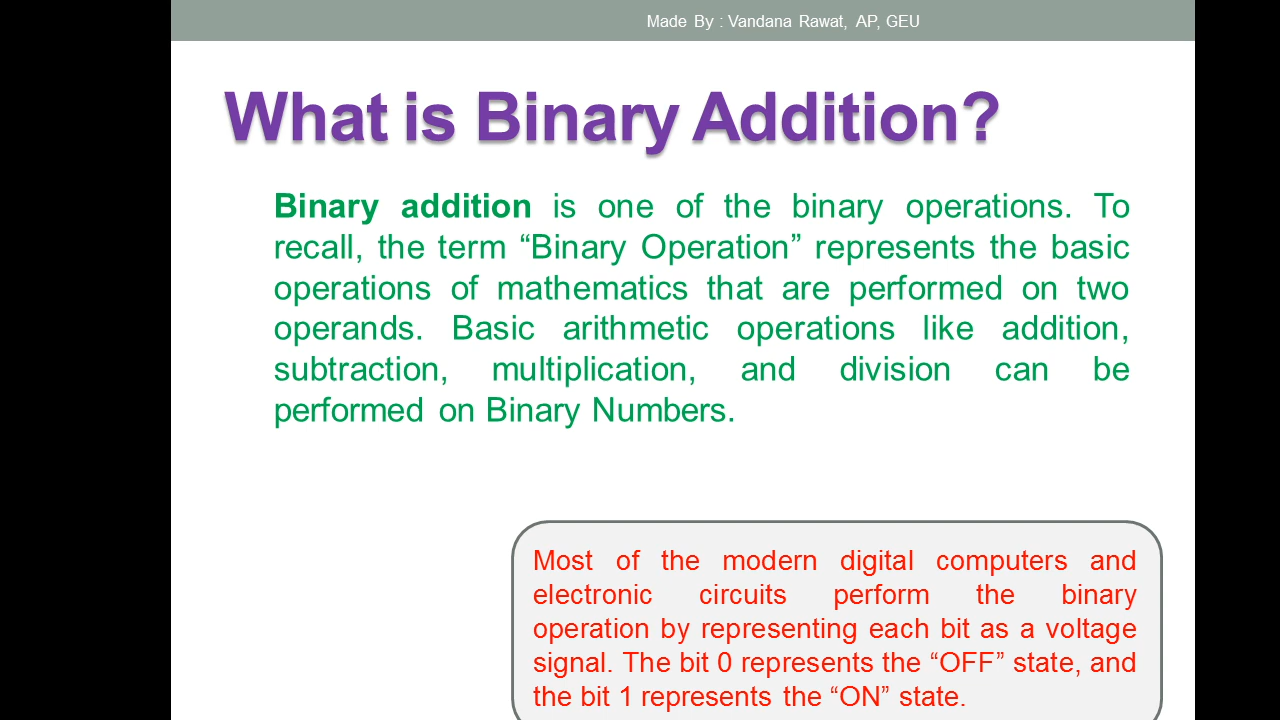 Made By : Vandana Rawat, AP, GEU
What is Binary Addition?
Binary addition is one of the binary operations. To
recall, the term “Binary Operation” represents the basic
operations of mathematics that are performed on two
operands. Basic arithmetic operations like addition,
subtraction, multiplication, and division can be
performed on Binary Numbers.
Most of the modern digital computers and
electronic circuits perform the binary
operation by representing each bit as a voltage
signal. The bit 0 represents the “OFF” state, and
the bit 1 represents the “ON” state.